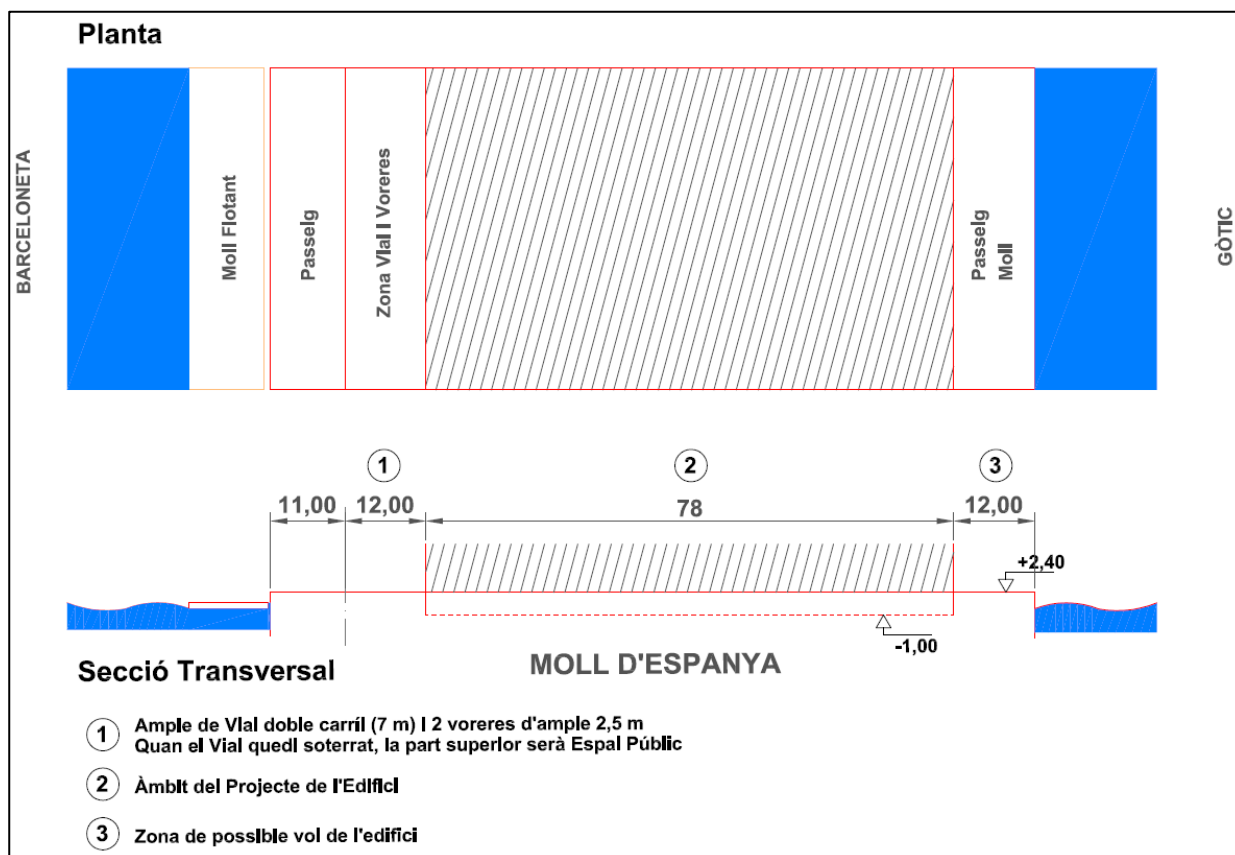 Planta
BARCELONETA
Moll Flotant
Passeig
Zona Vial I Voreres
Passeig
Moll
GÒTIC
1
2
3
11,00
12,00
78
12,00
+2,40
-1,00
Secció Transversal
MOLL D'ESPANYA
1 Ample de Vial doble carríl (7 m) I 2 voreres d'ample 2,5 m
Quan el Vial quedI soterrat, la part superIor serà EspaI PúblIc
2 Àmbit del Projecte de l'EdIfIcI
3 Zona de possIble vol de l'edifici